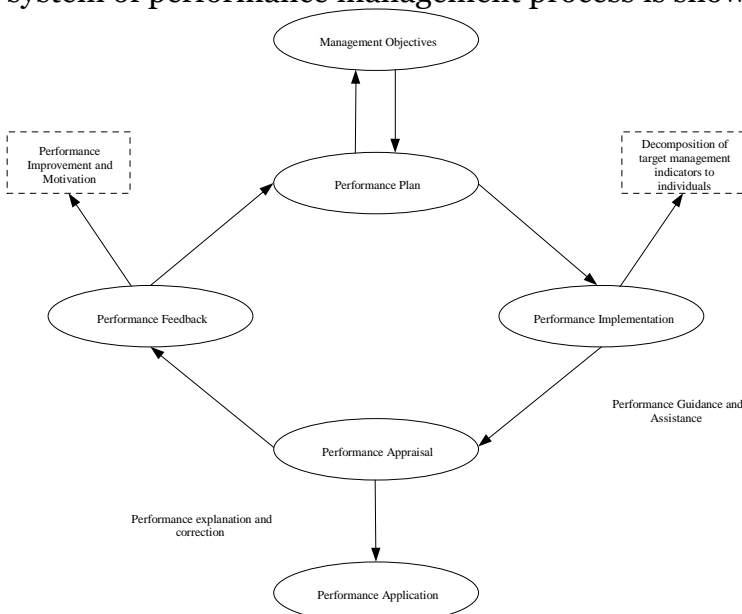 system of performance management process is show
Management Objectives
Performance
Improvement and
Motivation
Decomposition of
target management
indicators to
individuals
Performance Plan
Performance Feedback
Performance Implementation
Performance Guidance and
Assistance
Performance Appraisal
Performance explanation and
correction
Performance Application